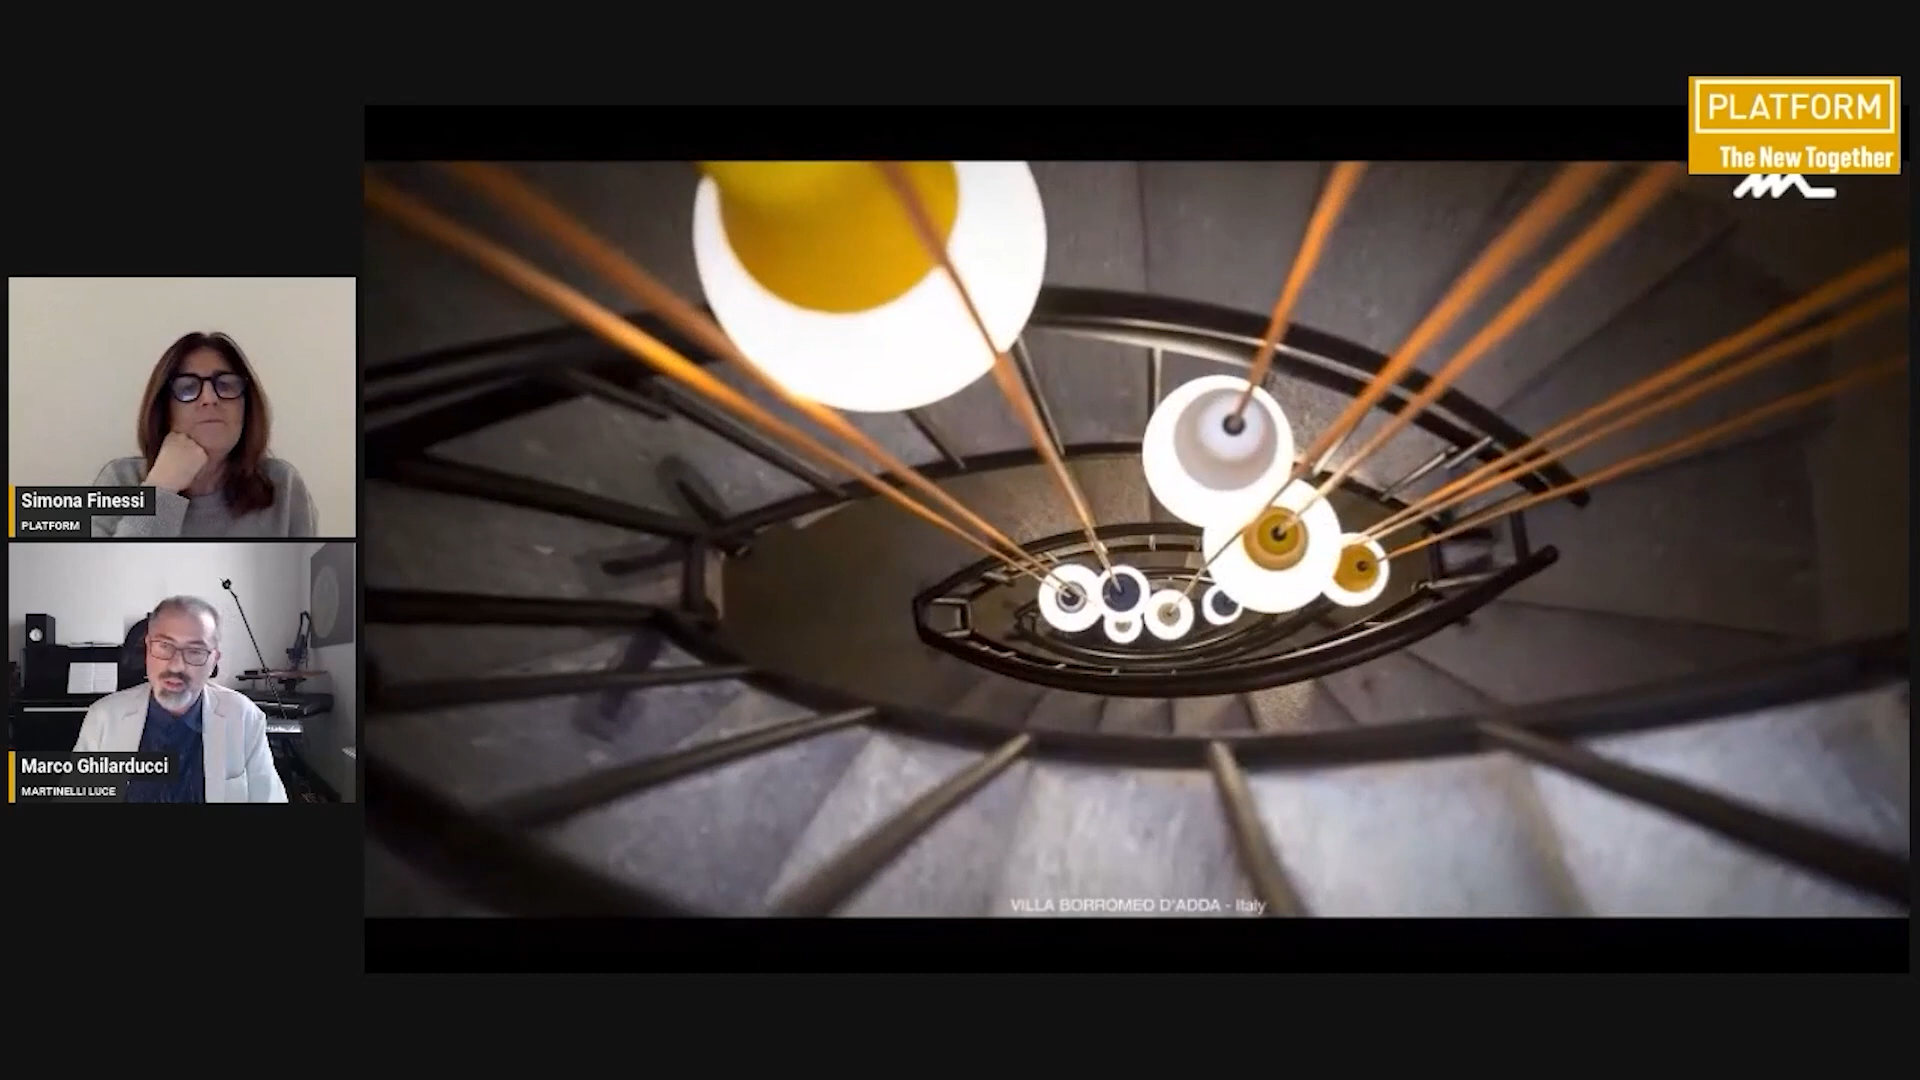 PLATFORM
The New Together
Simona Finessi
PLATFORM
Marco Ghilarducci
MARTINELLI LUCE
VILLA BORROMEO D'ADDA - Italy